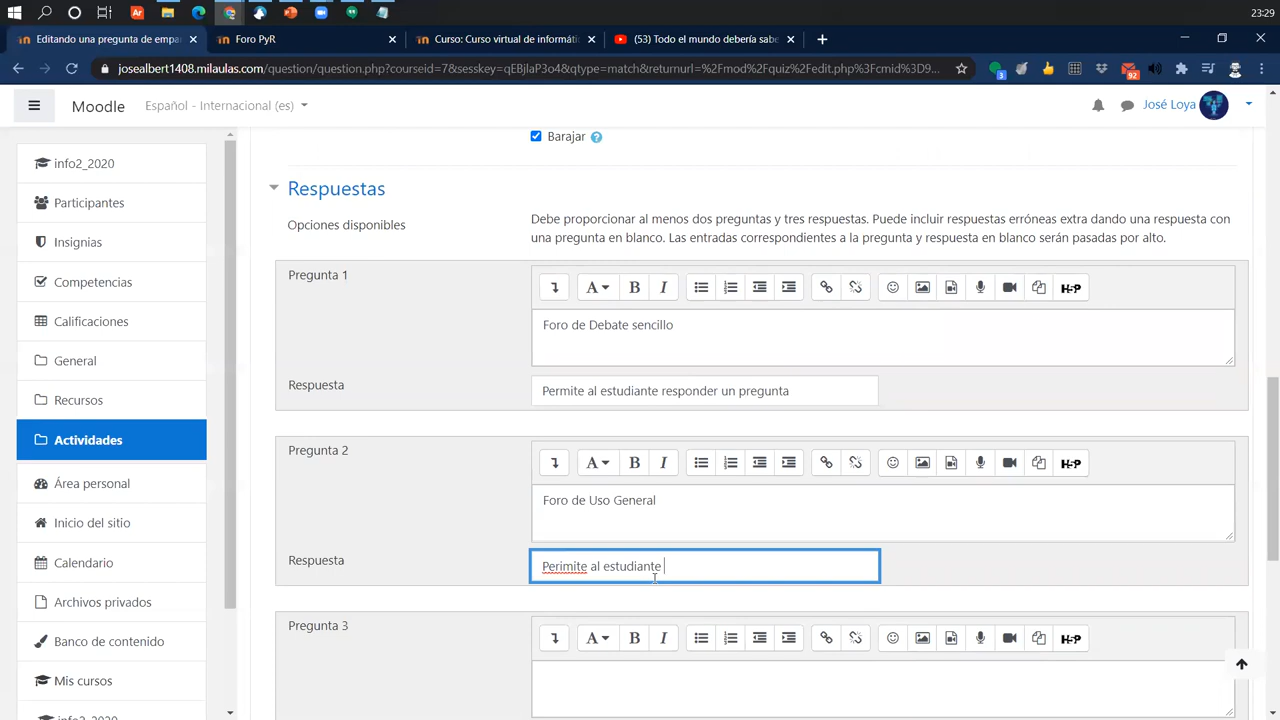 23:29
Editando una pregunta de empar
Foro PyR
Curso: Curso virtual de informáti
(53) Todo el mundo debería sabe
josealbert1408.milaulas.com/question/question.php?courseid=7&sesskey=qEBjlaP3o4&qtype=match&returnurl=%2Fmod%2Fquiz%2Fedit.php%3Fcmid%3D9...
3
92
Moodle
Español - Internacional (es)
José Loya
info2_2020
Participantes
Insignias
Competencias
Calificaciones
General
Recursos
Actividades
Área personal
Inicio del sitio
Calendario
Archivos privados
Banco de contenido
Mis cursos
info2_2020
Barajar
Respuestas
Opciones disponibles
Debe proporcionar al menos dos preguntas y tres respuestas. Puede incluir respuestas erróneas extra dando una respuesta con
una pregunta en blanco. Las entradas correspondientes a la pregunta y respuesta en blanco serán pasadas por alto.
Pregunta 1
A B I H-P
Foro de Debate sencillo
Respuesta
Permite al estudiante responder un pregunta
Pregunta 2
A B I H-P
Foro de Uso General
Respuesta
Perimite al estudiante
Pregunta 3
A B I H-P